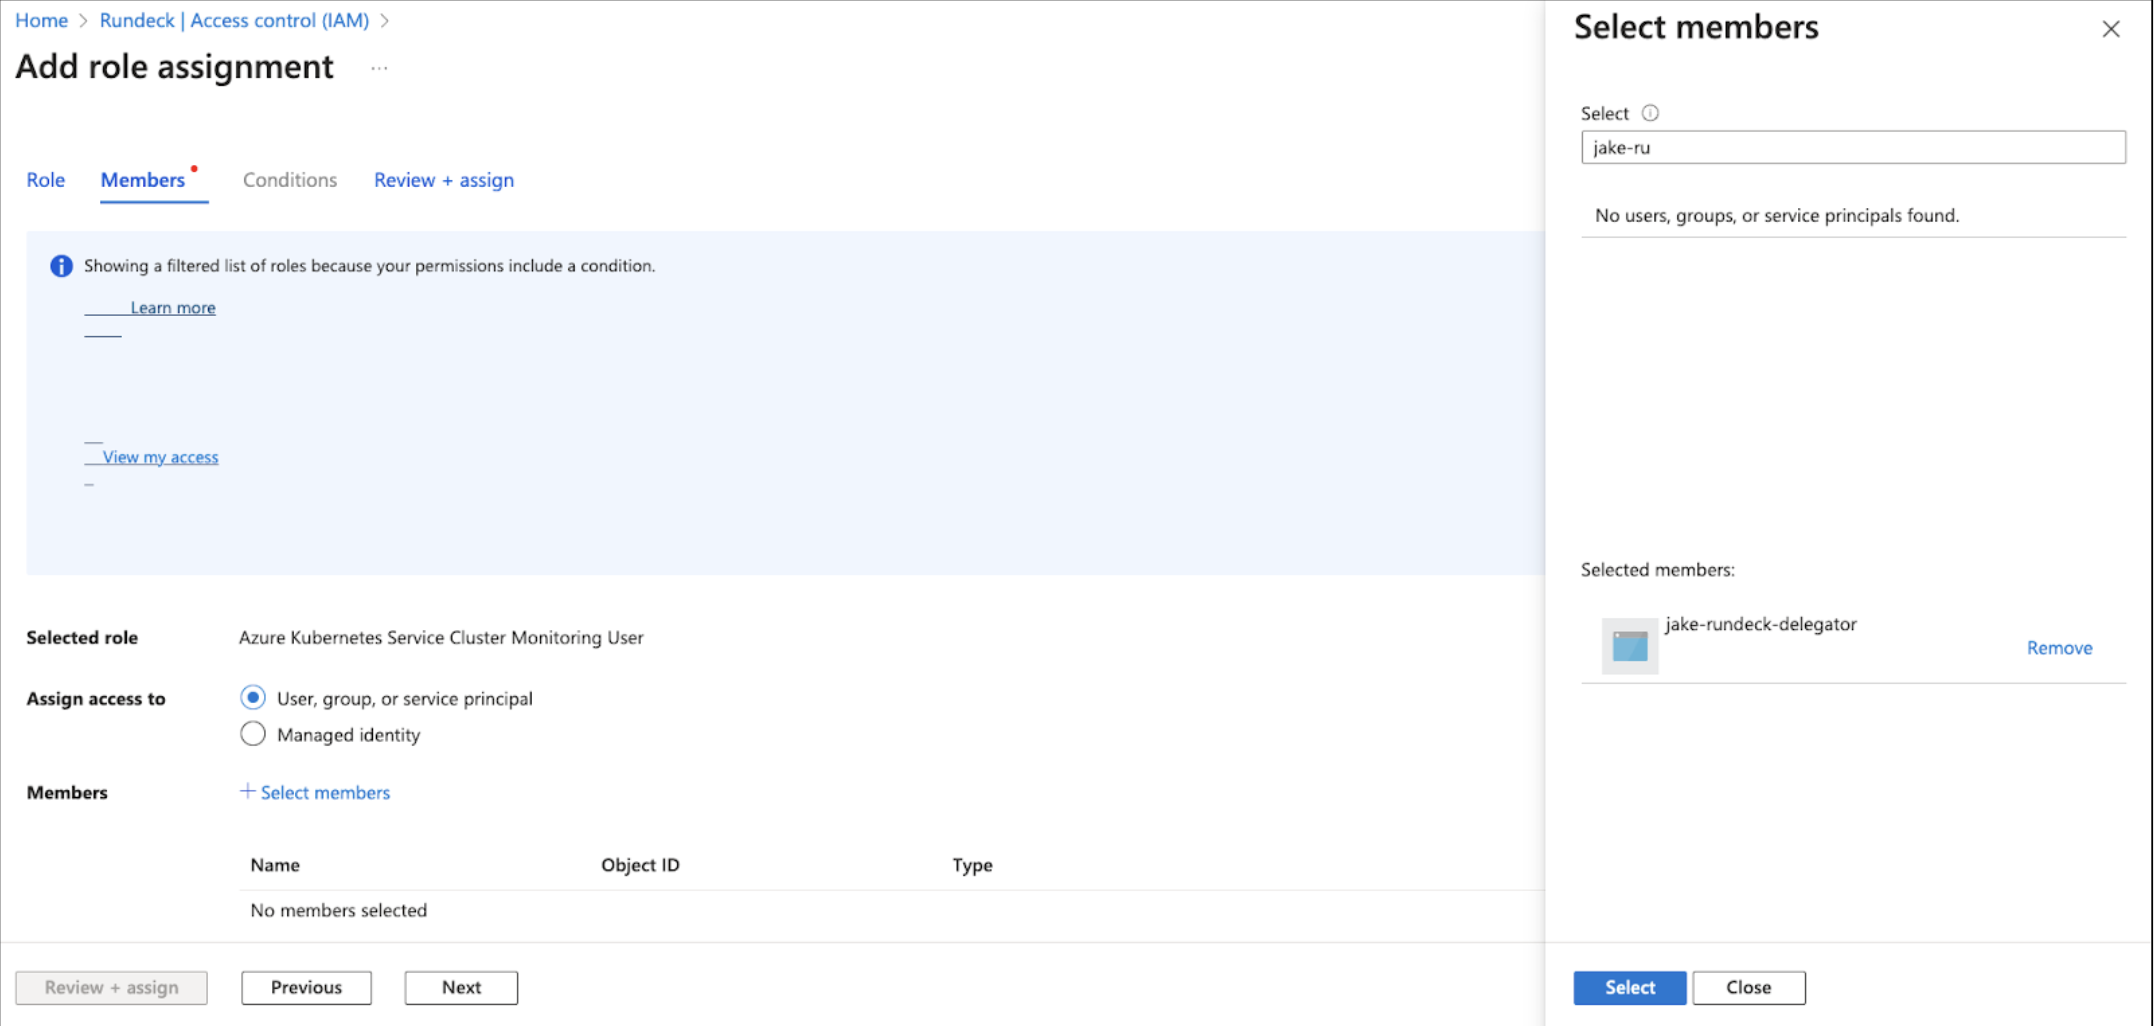 Home > Rundeck | Access control (IAM) >
Add role assignment ...
Role Members Conditions Review + assign
Showing a filtered list of roles because your permissions include a condition.
Learn more
View my access
Selected role Azure Kubernetes Service Cluster Monitoring User
Assign access to User, group, or service principal
Managed identity
Members + Select members
Name Object ID Type
No members selected
Review + assign Previous Next
Select members
Select
jake-ru
No users, groups, or service principals found.
Selected members:
jake-rundeck-delegator
Remove
Select Close